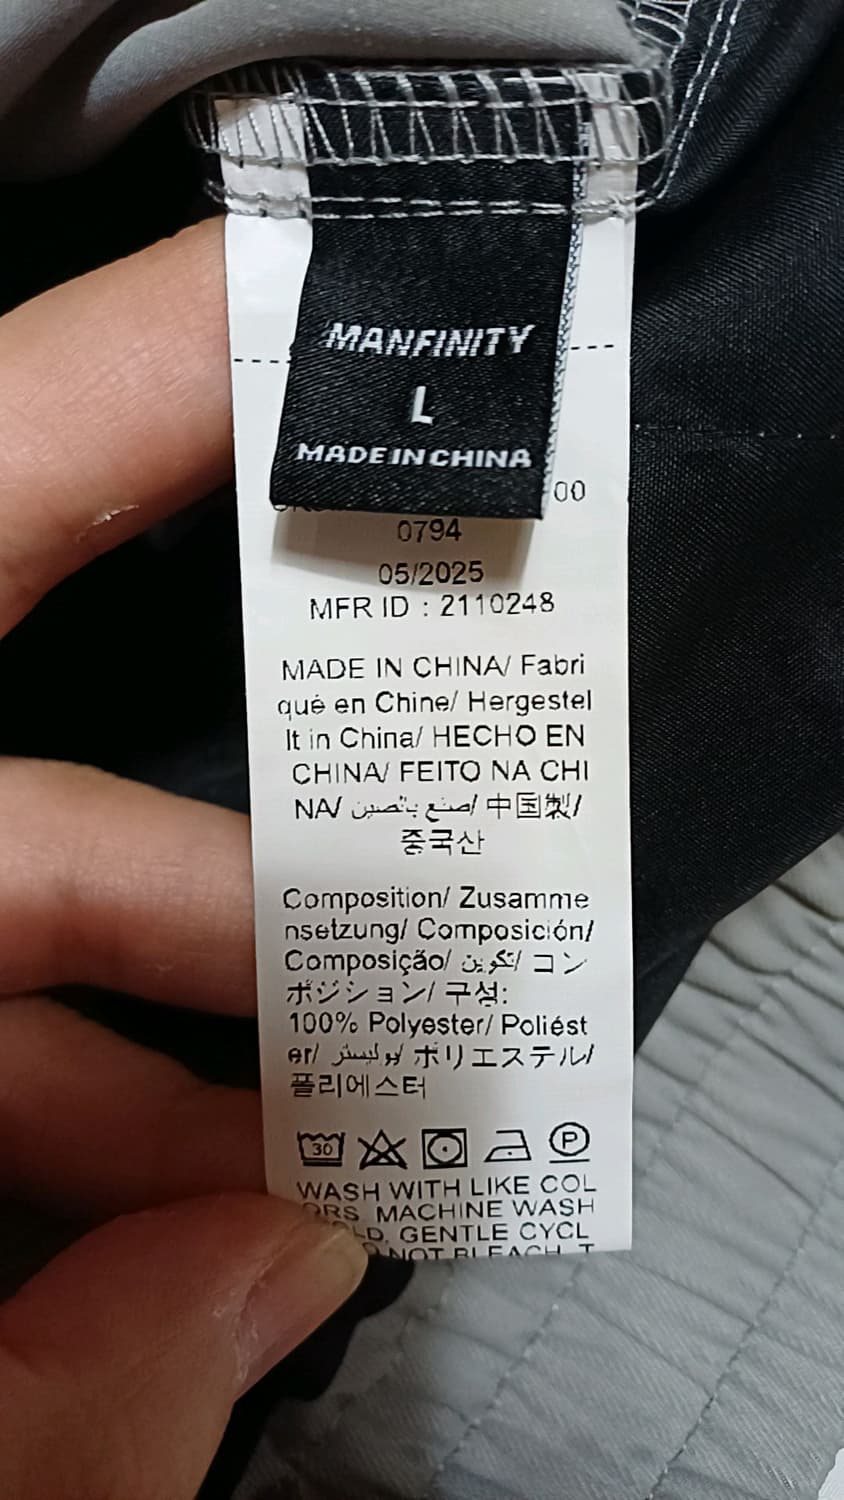 MANFINITY
L
MADE IN CHINA
00
0794
05/2025
MFR ID : 2110248
MADE IN CHINA/ Fabri
qué en Chine/ Hergestel
lt in China/ HECHO EN
CHINA/ FEITO NA CHI
NA/ صنع بالصين/ 中国製/
중국산
Composition/ Zusamme
nsetzung/ Composición/
Composição/ تكوين/ コン
ポジション/ 구성:
100% Polyester/ Poliést
er/ بوليستر/ ポリエステル/
폴리에스터
30 P
WASH WITH LIKE COL
ORS, MACHINE WASH
LD, GENTLE CYCL
NOT BLEACH, T